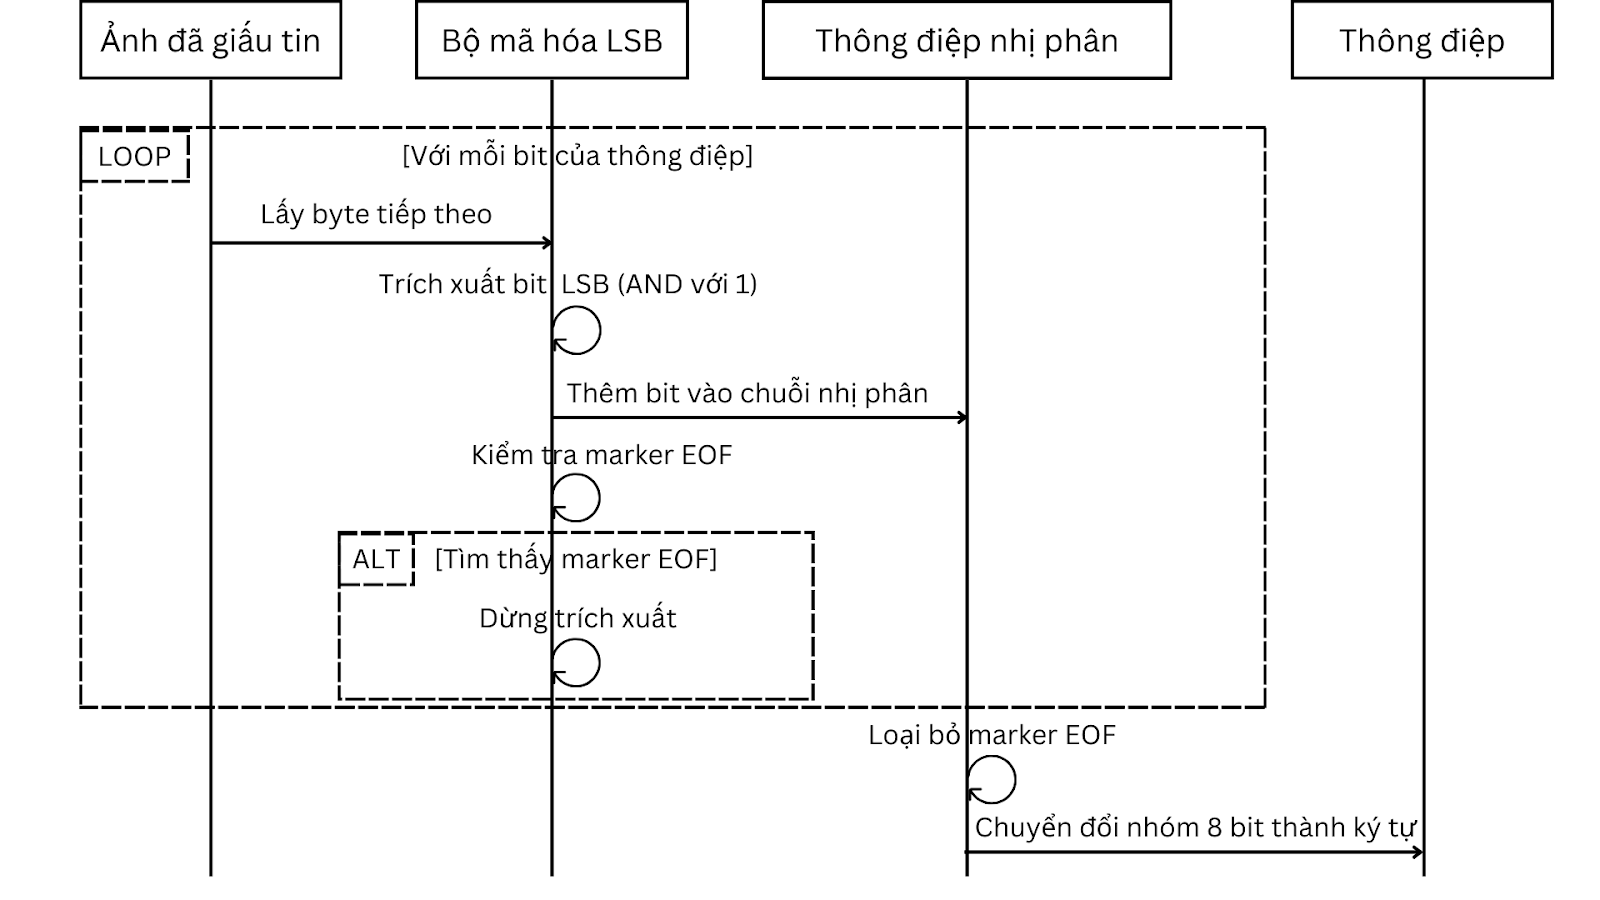 Ảnh đã giấu tin
Bộ mã hóa LSB
Thông điệp nhị phân
Thông điệp
LOOP
[Với mỗi bit của thông điệp]
Lấy byte tiếp theo
Trích xuất bit LSB (AND với 1)
Thêm bit vào chuỗi nhị phân
Kiểm tra marker EOF
ALT
[Tìm thấy marker EOF]
Dừng trích xuất
Loại bỏ marker EOF
Chuyển đổi nhóm 8 bit thành ký tự